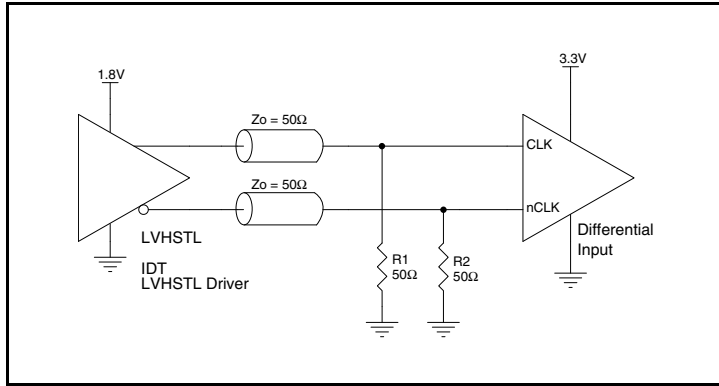 1.8V
3.3V
Zo = 50Ω
CLK
Zo = 50Ω
nCLK
LVHSTL
IDT
LVHSTL Driver
R1
50Ω
R2
50Ω
Differential
Input